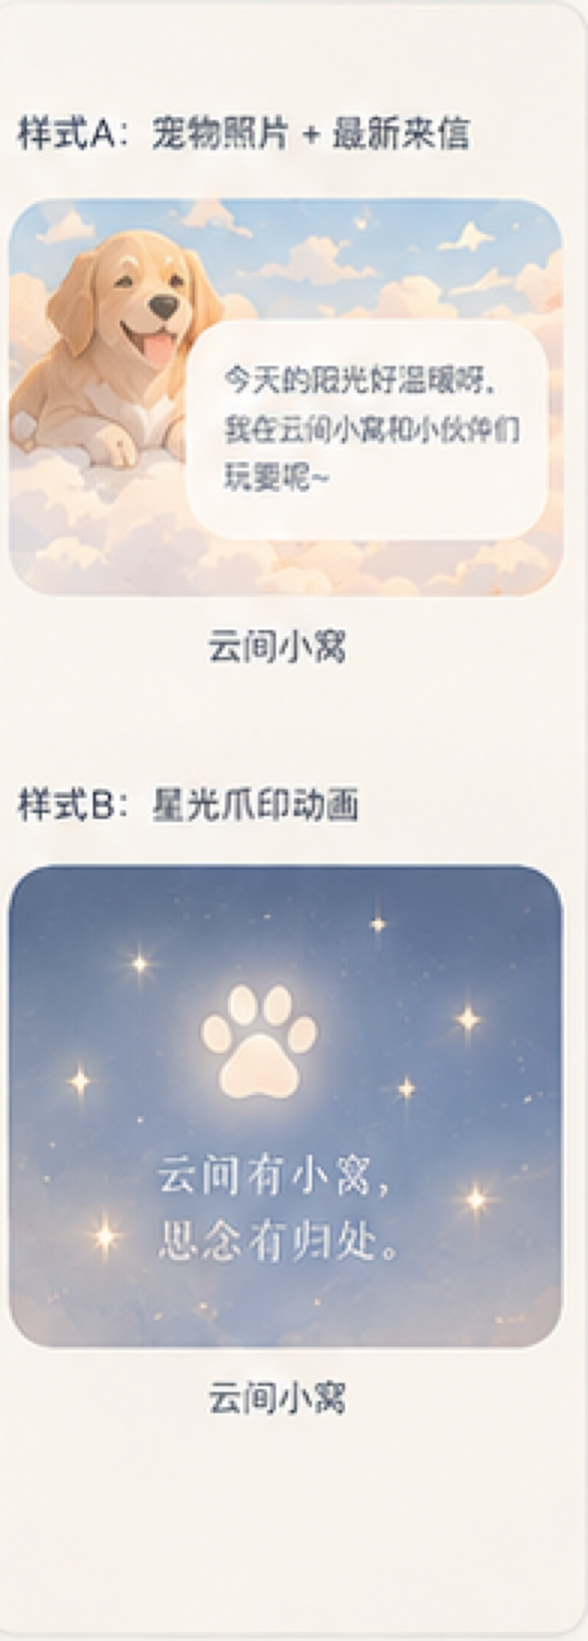 样式A：宠物照片 + 最新来信
今天的阳光好温暖呀，
我在云间小窝和小伙伴们
玩耍呢~
云间小窝
样式B：星光爪印动画
云间有小窝，
思念有归处。
云间小窝